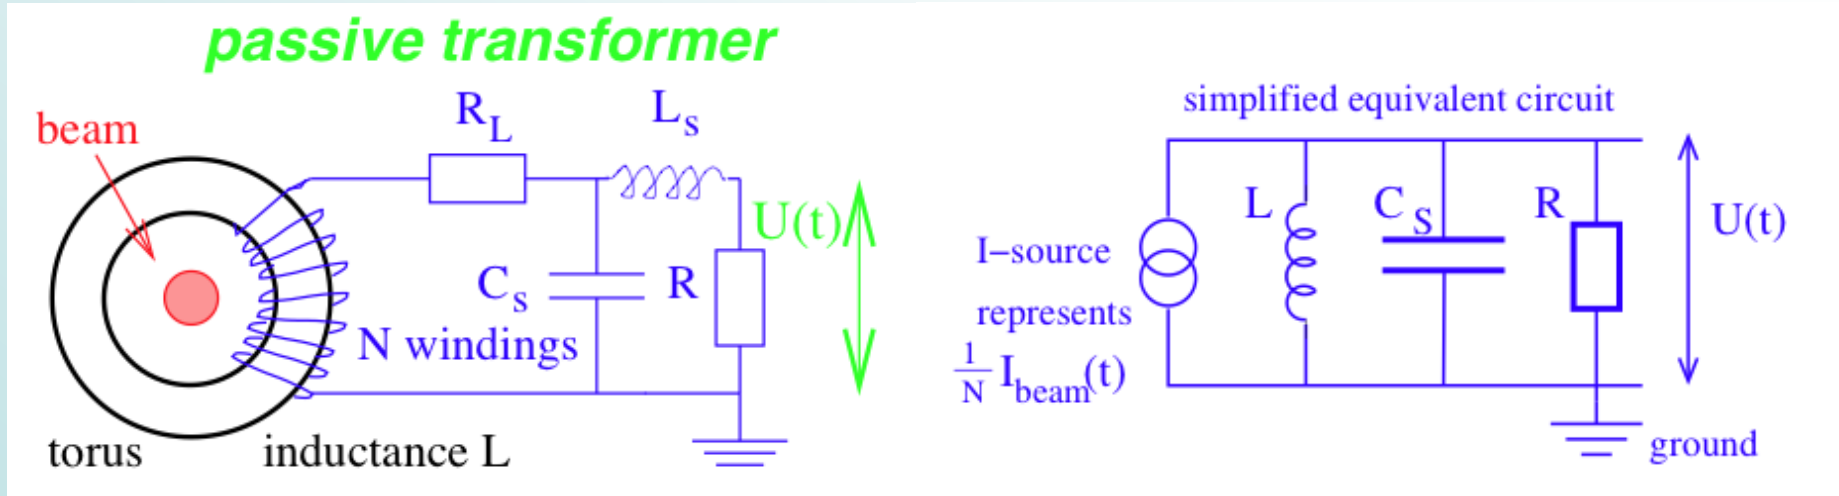 passive transformer
beam
R_L
L_s
U(t)
C_s
R
N windings
torus
inductance L
simplified equivalent circuit
I−source
represents
1/N I_beam(t)
L
C_S
R
U(t)
ground